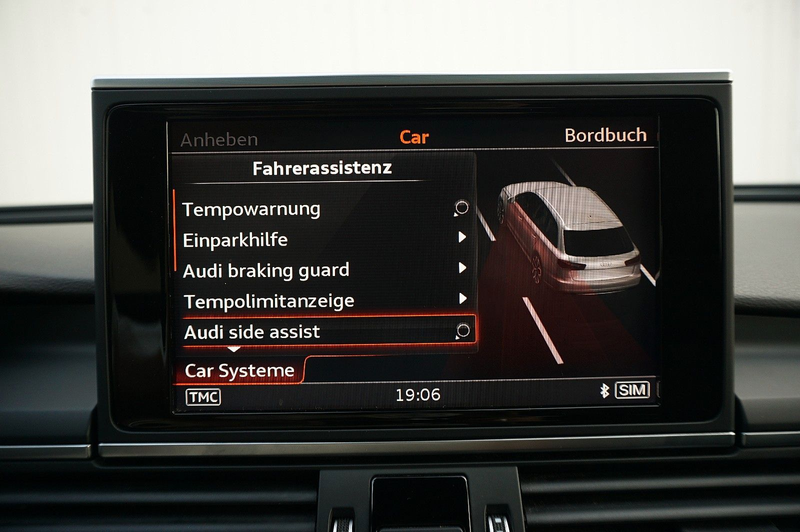 Anheben Car Bordbuch
Fahrerassistenz
Tempowarnung
Einparkhilfe
Audi braking guard
Tempolimitanzeige
Audi side assist
Car Systeme
TMC 19:06 SIM